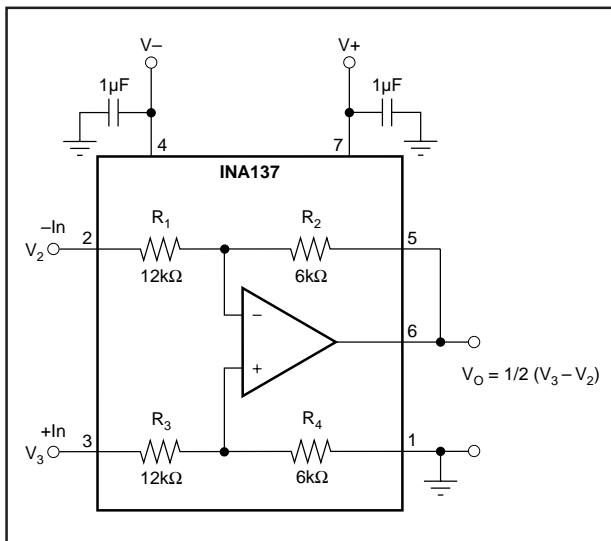 V–
V+
1µF
1µF
4
7
INA137
–In
V2
2
R1
12kΩ
R2
6kΩ
5
–
+
6
VO = 1/2 (V3 – V2)
+In
V3
3
R3
12kΩ
R4
6kΩ
1